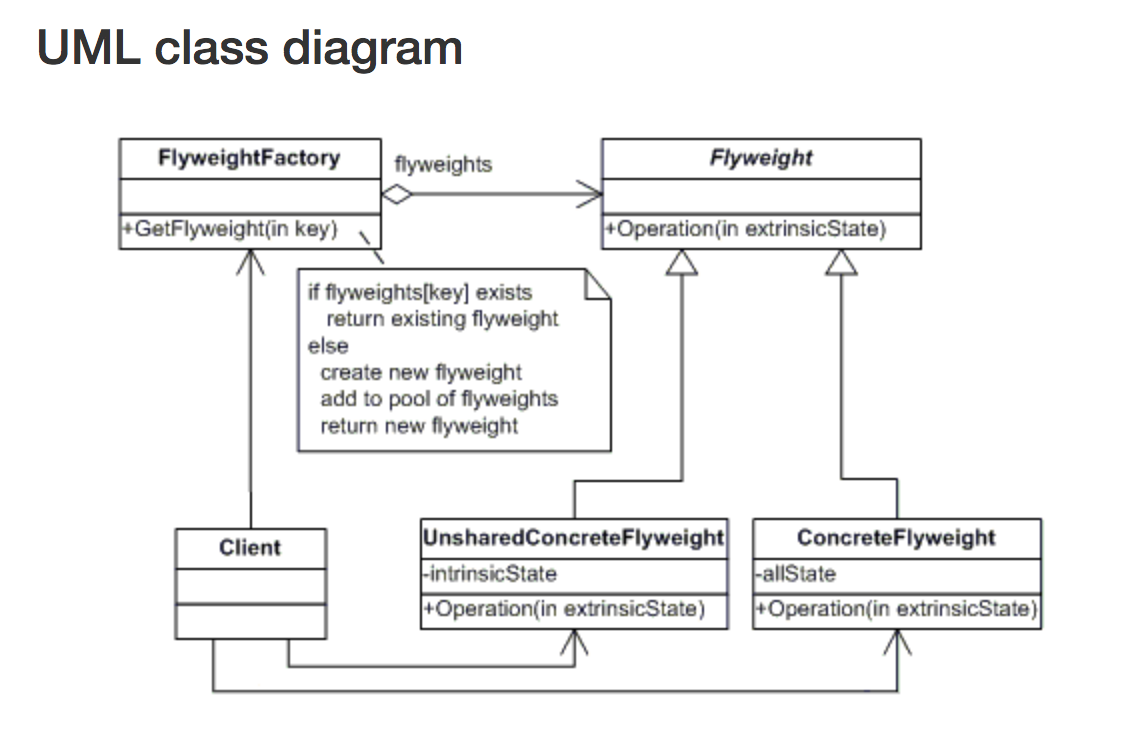 UML class diagram
FlyweightFactory
flyweights
Flyweight
+GetFlyweight(in key)
+Operation(in extrinsicState)
if flyweights[key] exists
return existing flyweight
else
create new flyweight
add to pool of flyweights
return new flyweight
Client
UnsharedConcreteFlyweight
-intrinsicState
+Operation(in extrinsicState)
ConcreteFlyweight
-allState
+Operation(in extrinsicState)